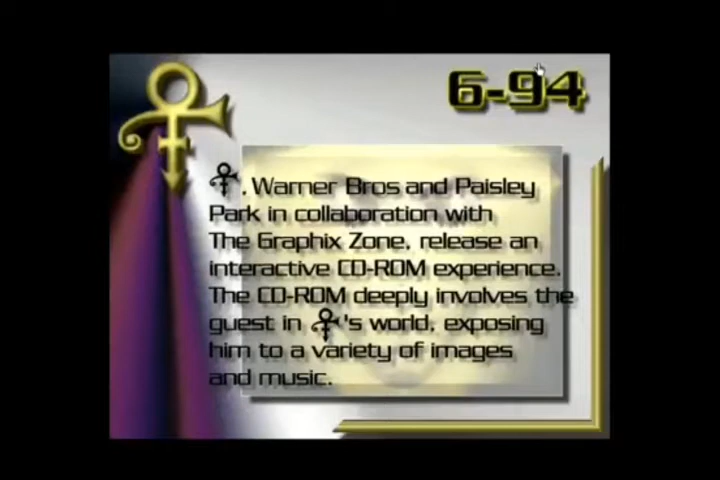 6-94
. Warner Bros and Paisley
Park in collaboration with
The Graphix Zone, release an
interactive CD-ROM experience.
The CD-ROM deeply involves the
guest in 's world, exposing
him to a variety of images
and music.